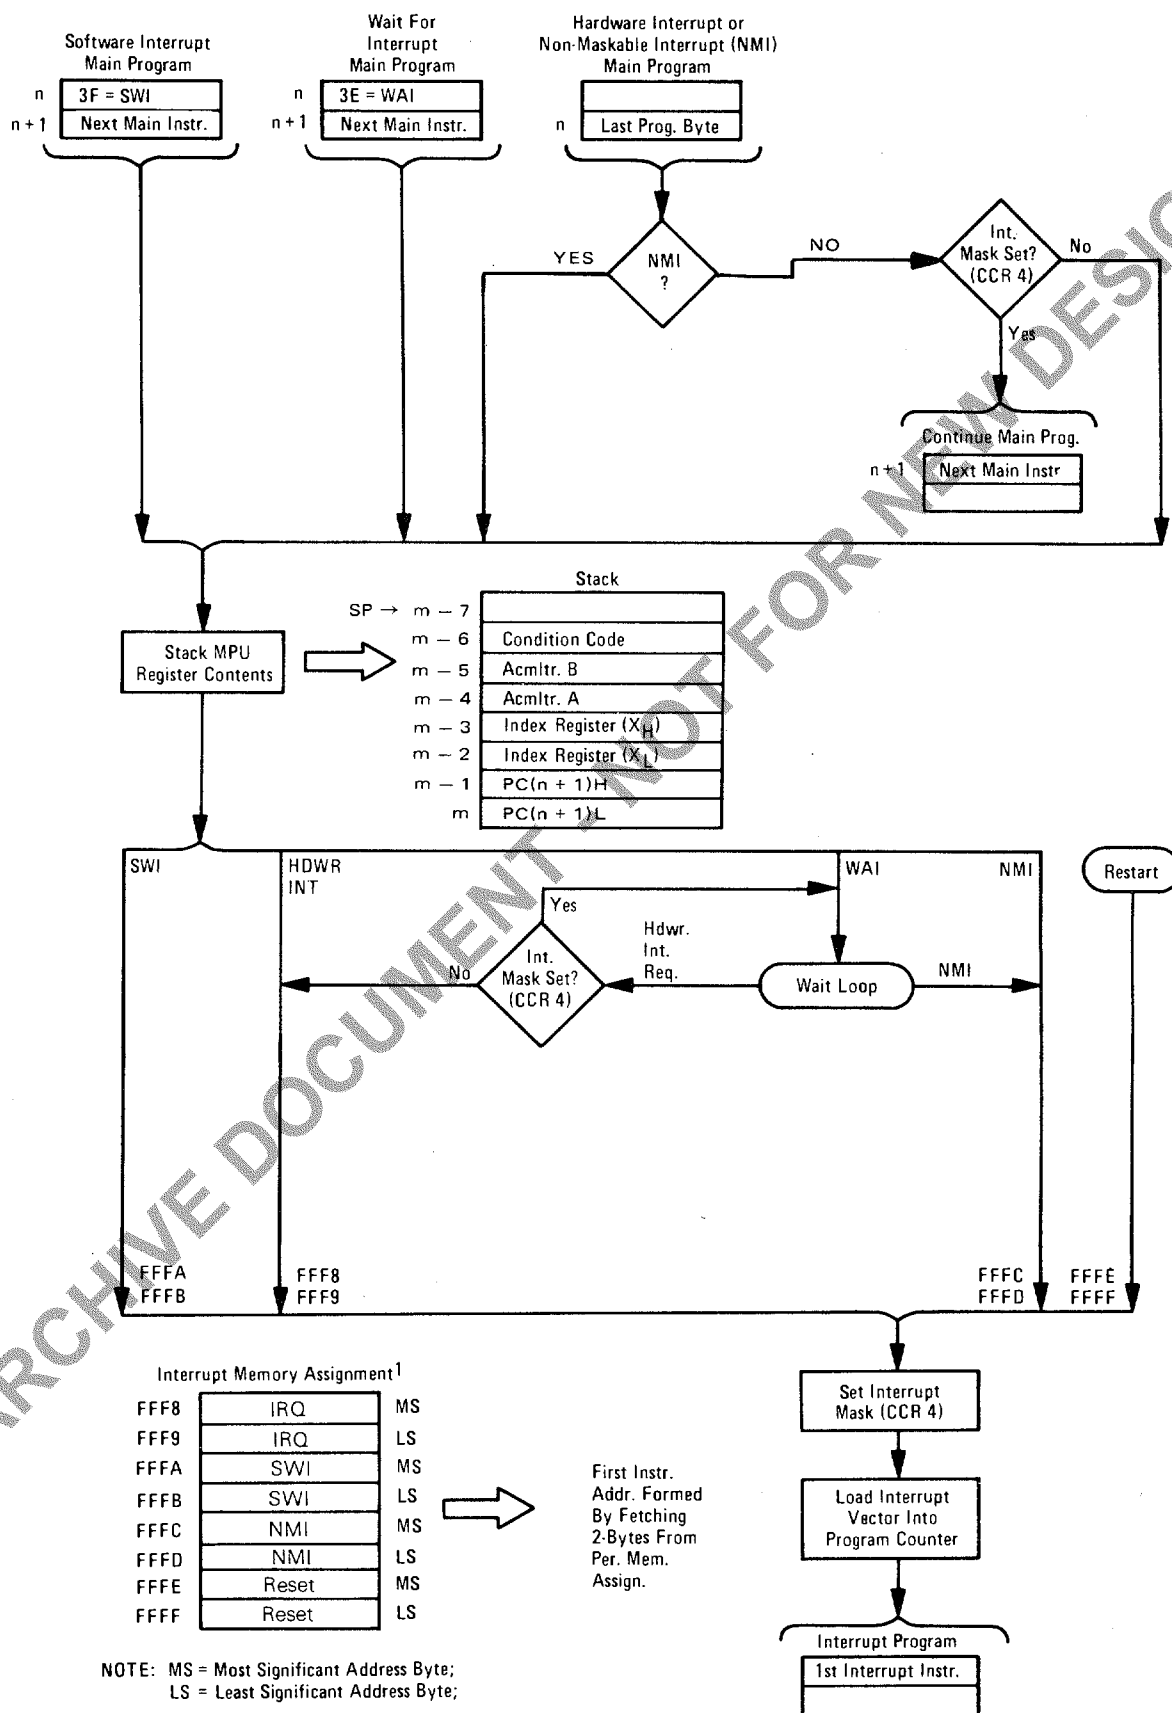 Software Interrupt
Main Program
n
3F = SWI
n + 1
Next Main Instr.
Wait For
Interrupt
Main Program
n
3E = WAI
n + 1
Next Main Instr.
Hardware Interrupt or
Non-Maskable Interrupt (NMI)
Main Program
n
Last Prog. Byte
YES
NMI
?
NO
Int.
Mask Set?
(CCR 4)
No
Yes
Continue Main Prog.
n + 1
Next Main Instr
Stack
SP → m – 7
m – 6
Condition Code
m – 5
Acmltr. B
m – 4
Acmltr. A
m – 3
Index Register (XH)
m – 2
Index Register (XL)
m – 1
PC(n + 1)H
m
PC(n + 1)L
Stack MPU
Register Contents
SWI
HDWR
INT
WAI
NMI
Restart
Yes
Int.
Mask Set?
(CCR 4)
No
Hdwr.
Int.
Req.
Wait Loop
NMI
FFFA
FFFB
FFF8
FFF9
FFFC
FFFD
FFFE
FFFF
Interrupt Memory Assignment1
FFF8 IRQ MS
FFF9 IRQ LS
FFFA SWI MS
FFFB SWI LS
FFFC NMI MS
FFFD NMI LS
FFFE Reset MS
FFFF Reset LS
First Instr.
Addr. Formed
By Fetching
2-Bytes From
Per. Mem.
Assign.
Set Interrupt
Mask (CCR 4)
Load Interrupt
Vector Into
Program Counter
Interrupt Program
1st Interrupt Instr.
NOTE: MS = Most Significant Address Byte;
LS = Least Significant Address Byte;
ARCHIVE DOCUMENT - NOT FOR NEW DESIG